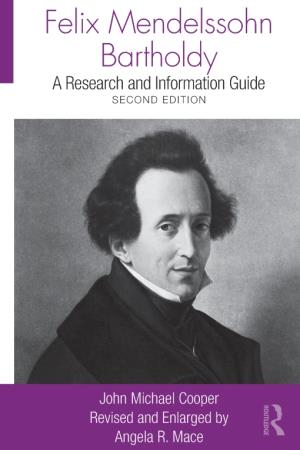 Felix Mendelssohn
Bartholdy
A Research and Information Guide
SECOND EDITION
John Michael Cooper
Revised and Enlarged by
Angela R. Mace
ROUTLEDGE